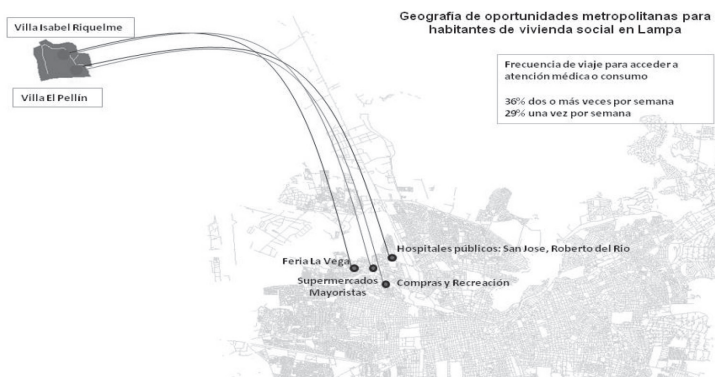 Geografia de oportunidades metropolitanas para
habitantes de vivienda social en Lampa
Villa Isabel Riquelme
Villa El Pellín
Frecuencia de viaje para acceder a
atención médica o consumo
36% dos o más veces por semana
29% una vez por semana
Hospitales públicos: San Jose, Roberto del Rio
Feria La Vega
Supermercados
Mayoristas
Compras y Recreación